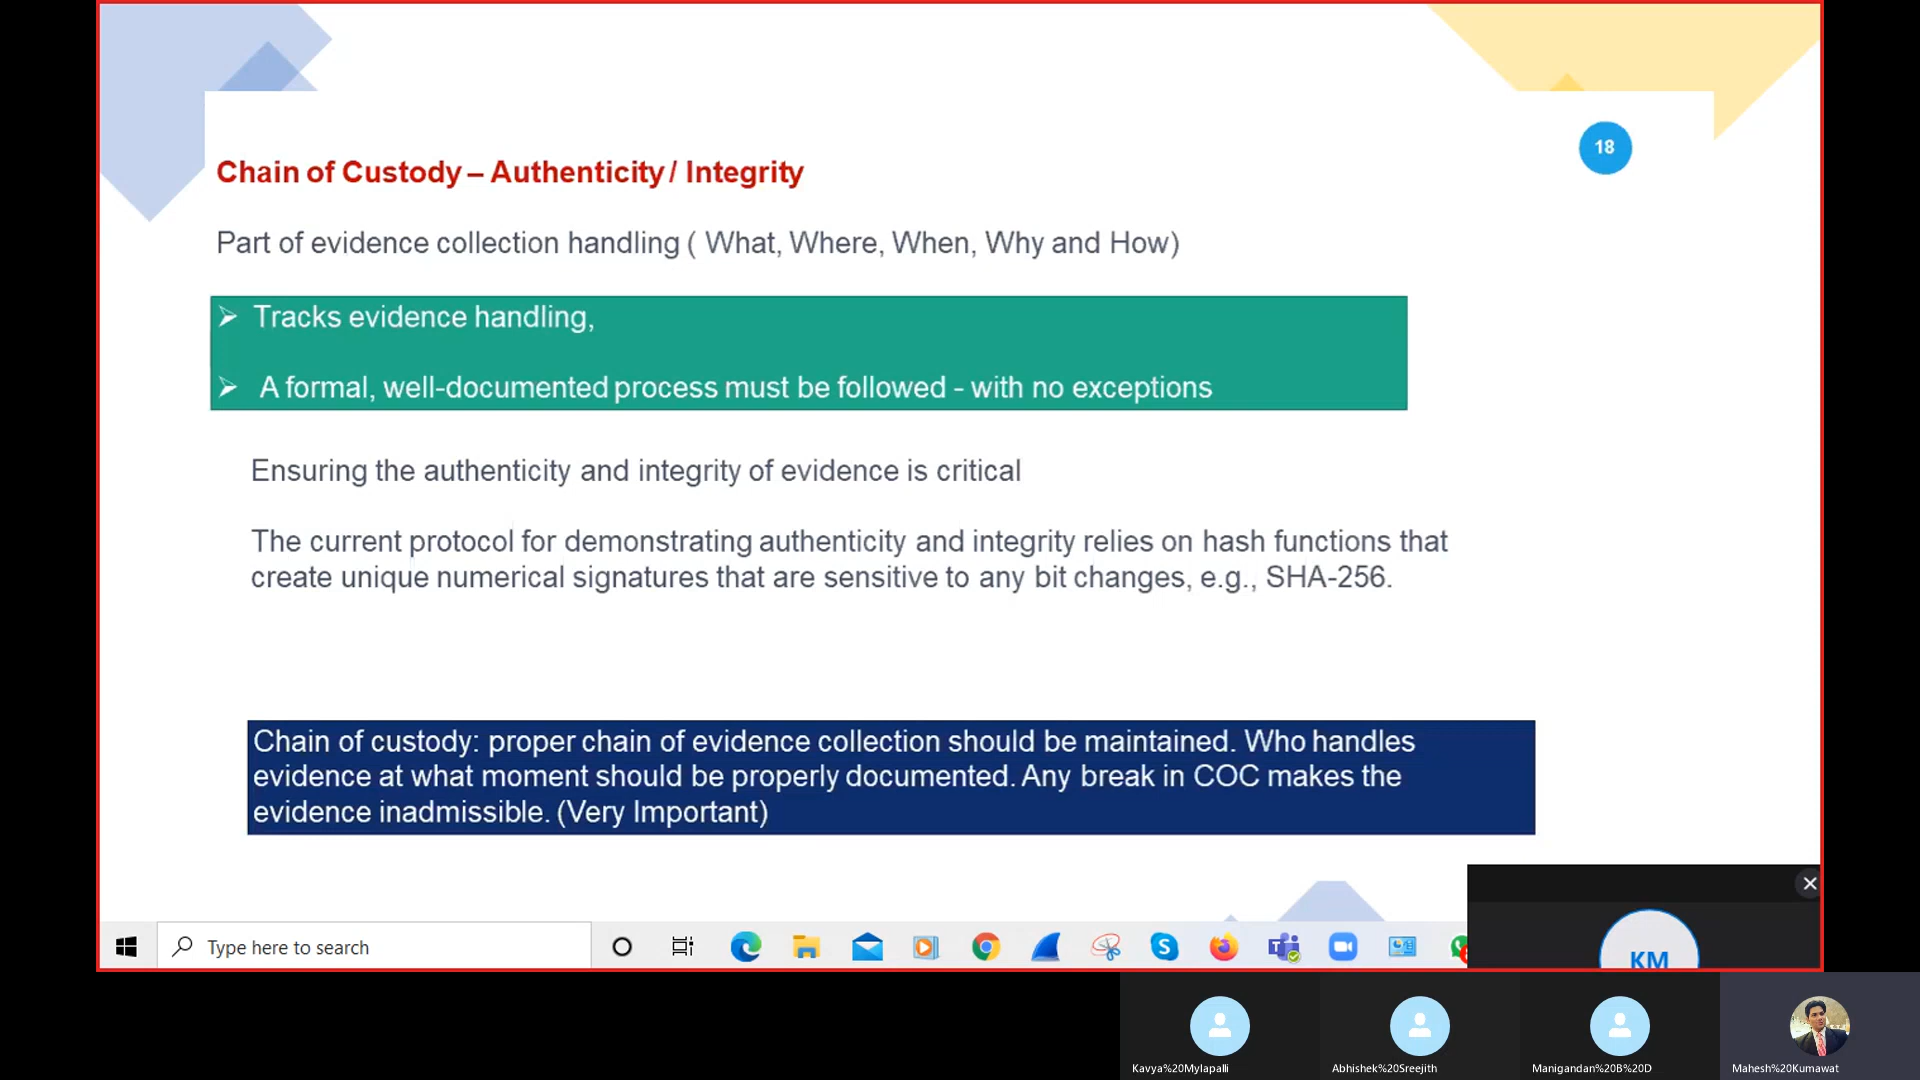 18
Chain of Custody – Authenticity / Integrity
Part of evidence collection handling ( What, Where, When, Why and How)
Tracks evidence handling,
A formal, well-documented process must be followed - with no exceptions
Ensuring the authenticity and integrity of evidence is critical
The current protocol for demonstrating authenticity and integrity relies on hash functions that
create unique numerical signatures that are sensitive to any bit changes, e.g., SHA-256.
Chain of custody: proper chain of evidence collection should be maintained. Who handles
evidence at what moment should be properly documented. Any break in COC makes the
evidence inadmissible. (Very Important)
Type here to search
KM
Kavya%20Mylapalli
Abhishek%20Sreejith
Manigandan%20B%20D
Mahesh%20Kumawat